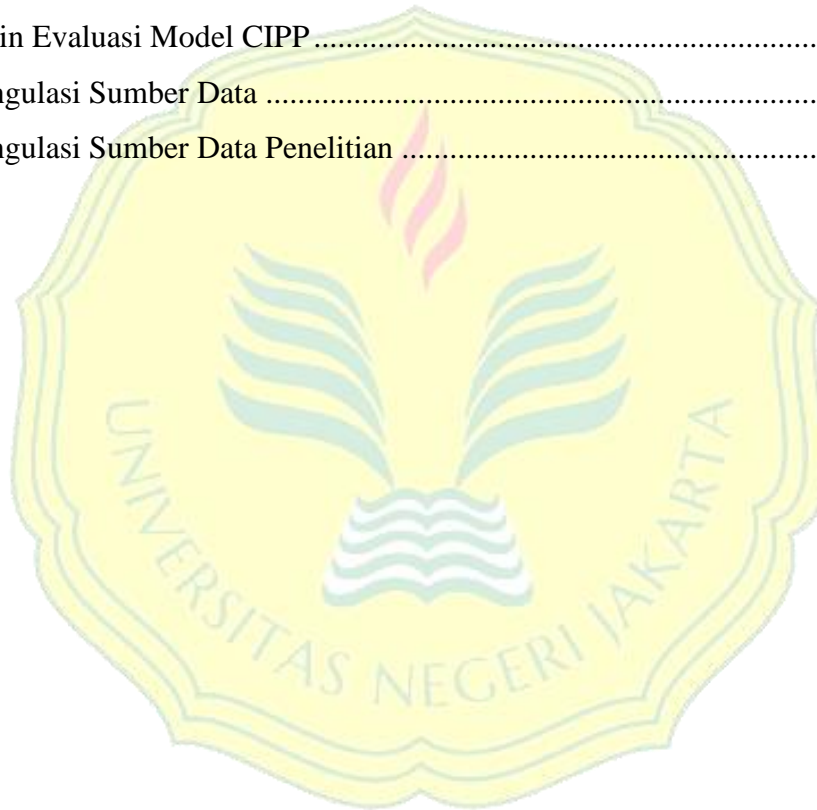 in Evaluasi Model CIPP ........................................................................................
ngulasi Sumber Data ...............................................................................................
ngulasi Sumber Data Penelitian ..............................................................................
UNIVERSITAS NEGERI JAKARTA